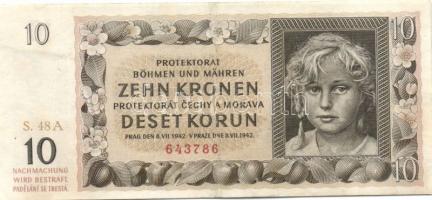 10
PROTEKTORAT
BÖHMEN UND MÄHREN
ZEHN KRONEN
PROTEKTORÁT ČECHY A MORAVA
DESET KORUN
PRAG DEN 8.VII.1942. V PRAZE DNE 8.VII.1942.
643786
S. 48A
10
NACHMACHUNG
WIRD BESTRAFT.
PADĚLÁNÍ SE TRESTÁ.
10
10